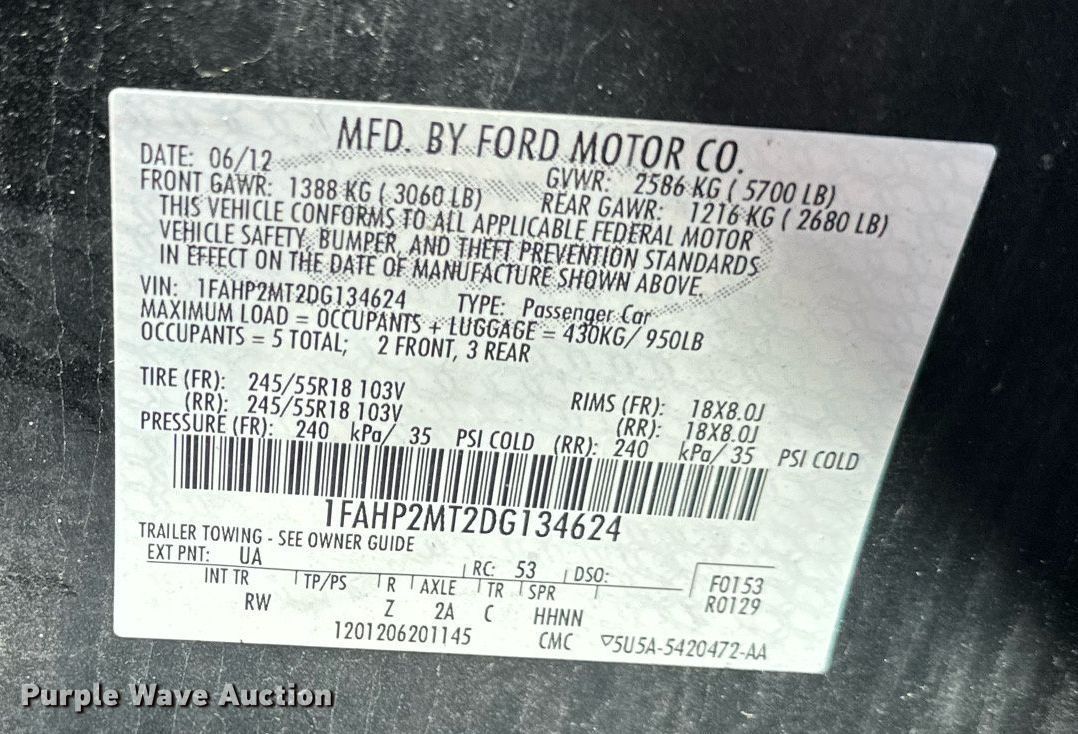 MFD. BY FORD MOTOR CO.
DATE: 06/12 GVWR: 2586 KG ( 5700 LB)
FRONT GAWR: 1388 KG ( 3060 LB) REAR GAWR: 1216 KG ( 2680 LB)
THIS VEHICLE CONFORMS TO ALL APPLICABLE FEDERAL MOTOR
VEHICLE SAFETY, BUMPER, AND THEFT PREVENTION STANDARDS
IN EFFECT ON THE DATE OF MANUFACTURE SHOWN ABOVE.
VIN: 1FAHP2MT2DG134624 TYPE: Passenger Car
MAXIMUM LOAD = OCCUPANTS + LUGGAGE = 430KG/ 950LB
OCCUPANTS = 5 TOTAL; 2 FRONT, 3 REAR
TIRE (FR): 245/55R18 103V RIMS (FR): 18X8.0J
(RR): 245/55R18 103V (RR): 18X8.0J
PRESSURE (FR): 240 kPa/ 35 PSI COLD (RR): 240 kPa/ 35 PSI COLD
1FAHP2MT2DG134624
TRAILER TOWING - SEE OWNER GUIDE
EXT PNT: UA RC: 53 DSO: F0153
INT TR TP/PS R AXLE TR SPR R0129
RW Z 2A C HHNN
1201206201145 CMC ▽5U5A-5420472-AA
Purple Wave Auction